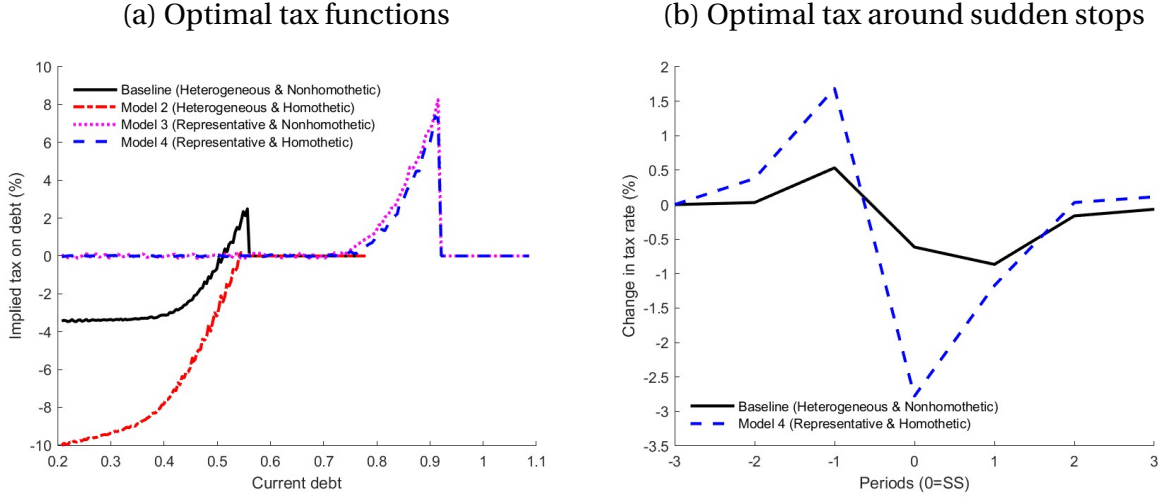 (a) Optimal tax functions
10
8
6
4
2
0
-2
-4
-6
-8
-10
Implied tax on debt (%)
Baseline (Heterogeneous & Nonhomothetic)
Model 2 (Heterogeneous & Homothetic)
Model 3 (Representative & Nonhomothetic)
Model 4 (Representative & Homothetic)
0.2 0.3 0.4 0.5 0.6 0.7 0.8 0.9 1 1.1
Current debt
(b) Optimal tax around sudden stops
2
1.5
1
0.5
0
-0.5
-1
-1.5
-2
-2.5
-3
-3.5
Change in tax rate (%)
Baseline (Heterogeneous & Nonhomothetic)
Model 4 (Representative & Homothetic)
-3 -2 -1 0 1 2 3
Periods (0=SS)